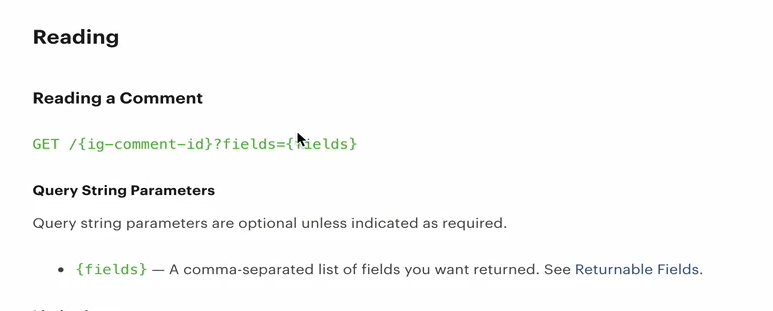 Reading
Reading a Comment
GET /{ig-comment-id}?fields={fields}
Query String Parameters
Query string parameters are optional unless indicated as required.
• {fields} — A comma-separated list of fields you want returned. See Returnable Fields.